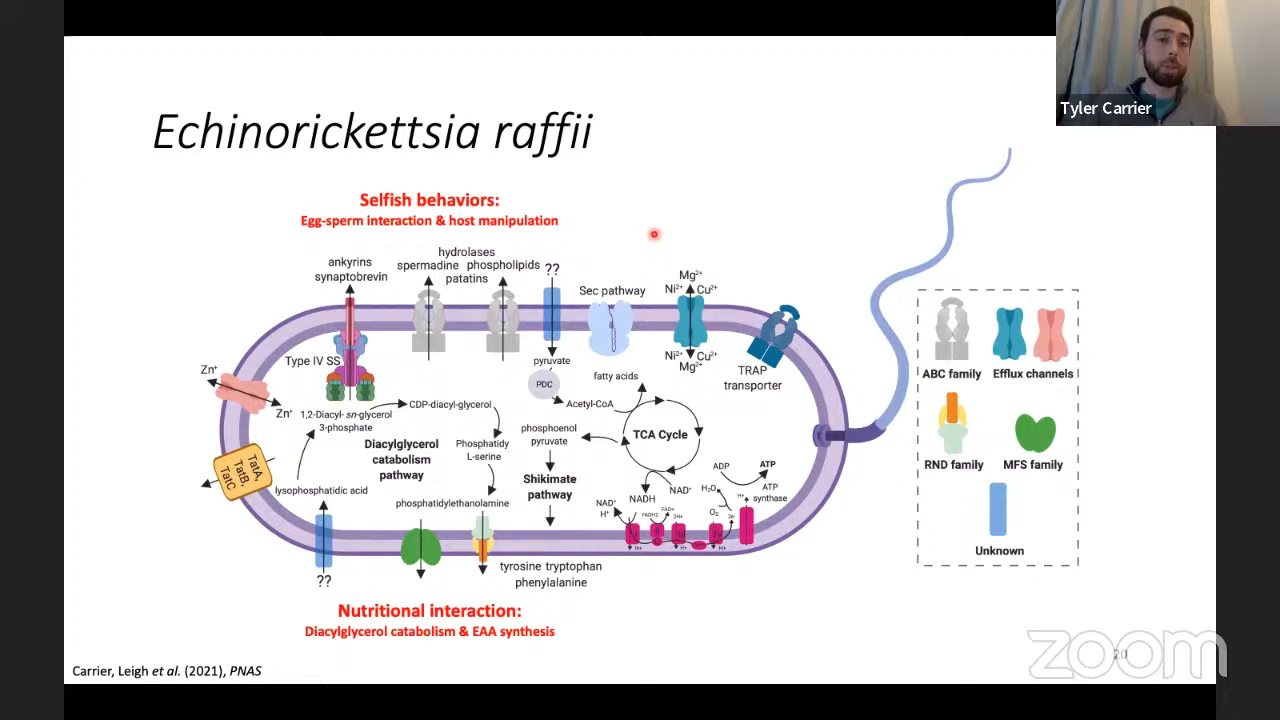 Tyler Carrier
Echinorickettsia raffii
Selfish behaviors:
Egg-sperm interaction & host manipulation
ankyrins
synaptobrevin
hydrolases
spermadine phospholipids
patatins
??
Sec pathway
Mg²⁺
Ni²⁺ Cu²⁺
Type IV SS
Zn⁺
Zn⁺
pyruvate
PDC
Acetyl-CoA
fatty acids
Ni²⁺ Cu²⁺
Mg²⁺
TRAP
transporter
1,2-Diacyl-sn-glycerol
3-phosphate
CDP-diacyl-glycerol
Diacylglycerol
catabolism
pathway
Phosphatidy
L-serine
phosphoenol
pyruvate
TCA Cycle
Shikimate
pathway
TatA,
TatB,
TatC
lysophosphatidic acid
phosphatidylethanolamine
NADH
NAD⁺
NAD⁺
H⁺
FADH2
FAD+
2H+
H₂O
O₂
2e-
H+
ADP
ATP
ATP
synthase
H+
H+
H+
??
tyrosine tryptophan
phenylalanine
Nutritional interaction:
Diacylglycerol catabolism & EAA synthesis
ABC family
Efflux channels
RND family
MFS family
Unknown
Carrier, Leigh et al. (2021), PNAS
20
zoom